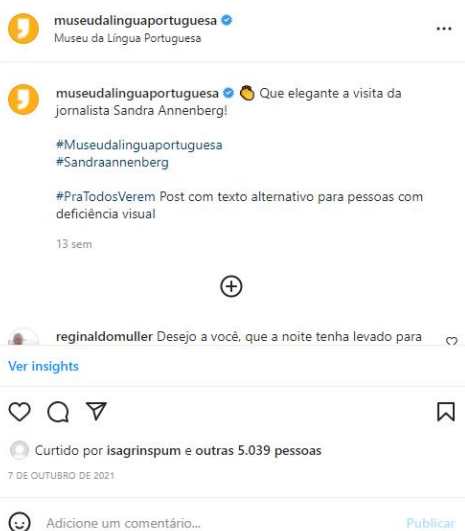 museudalinguaportuguesa
Museu da Língua Portuguesa
museudalinguaportuguesa 👏 Que elegante a visita da
jornalista Sandra Annenberg!
#Museudalinguaportuguesa
#Sandraannenberg
#PraTodosVerem Post com texto alternativo para pessoas com
deficiência visual
13 sem
reginaldomuller Desejo a você, que a noite tenha levado para
Ver insights
Curtido por isagrinspum e outras 5.039 pessoas
7 DE OUTUBRO DE 2021
Adicione um comentário... Publicar